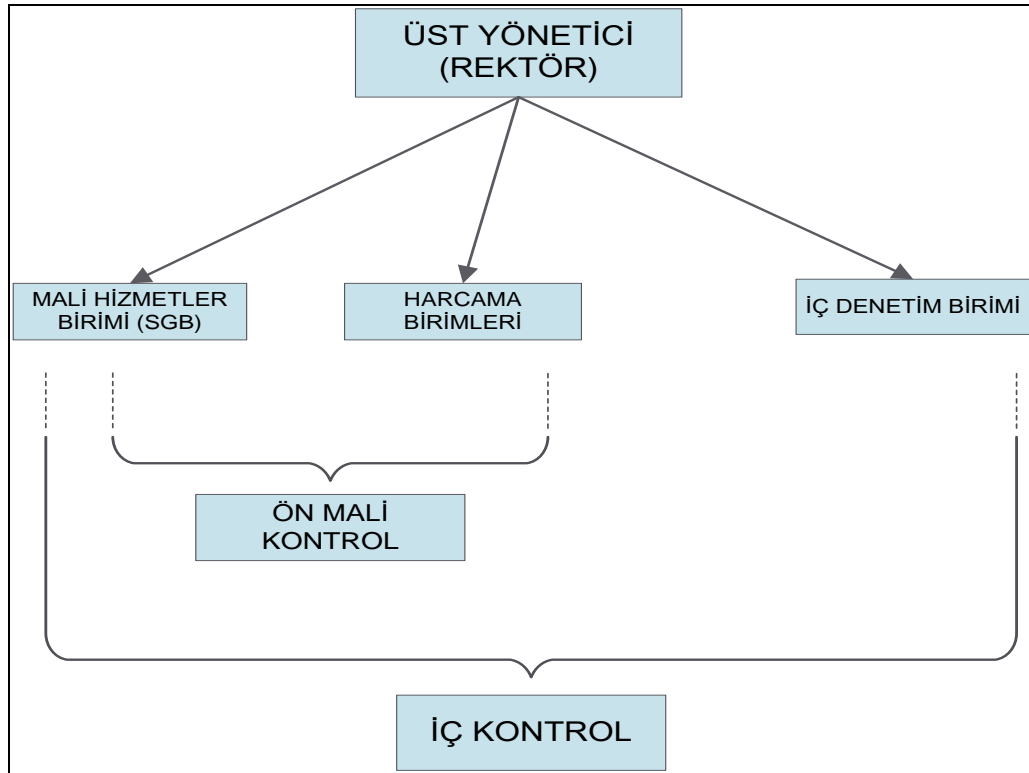 ÜST YÖNETİCİ
(REKTÖR)
MALİ HİZMETLER
BİRİMİ (SGB)
HARCAMA
BİRİMLERİ
İÇ DENETİM BİRİMİ
ÖN MALİ
KONTROL
İÇ KONTROL